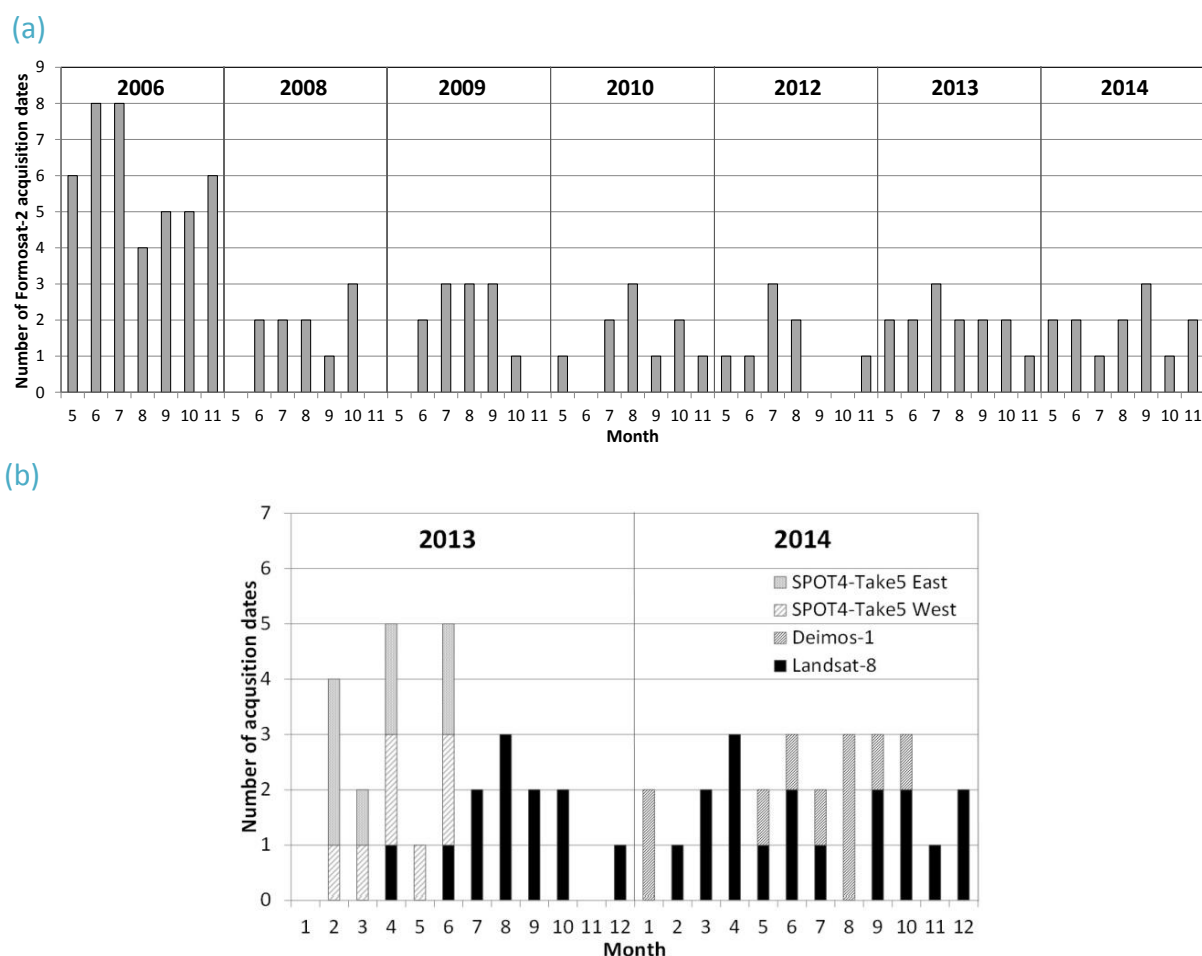 (a)
Number of Formosat-2 acquisition dates
9
8
7
6
5
4
3
2
1
0
2006 2008 2009 2010 2012 2013 2014
5 6 7 8 9 10 11 5 6 7 8 9 10 11 5 6 7 8 9 10 11 5 6 7 8 9 10 11 5 6 7 8 9 10 11 5 6 7 8 9 10 11 5 6 7 8 9 10 11
Month
(b)
Number of acqusition dates
7
6
5
4
3
2
1
0
2013 2014
SPOT4-Take5 East
SPOT4-Take5 West
Deimos-1
Landsat-8
1 2 3 4 5 6 7 8 9 10 11 12 1 2 3 4 5 6 7 8 9 10 11 12
Month